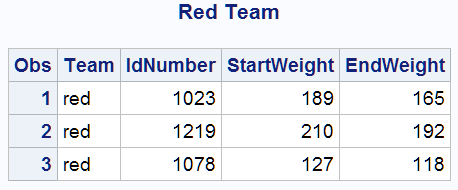 Red Team
Obs Team IdNumber StartWeight EndWeight
1 red 1023 189 165
2 red 1219 210 192
3 red 1078 127 118